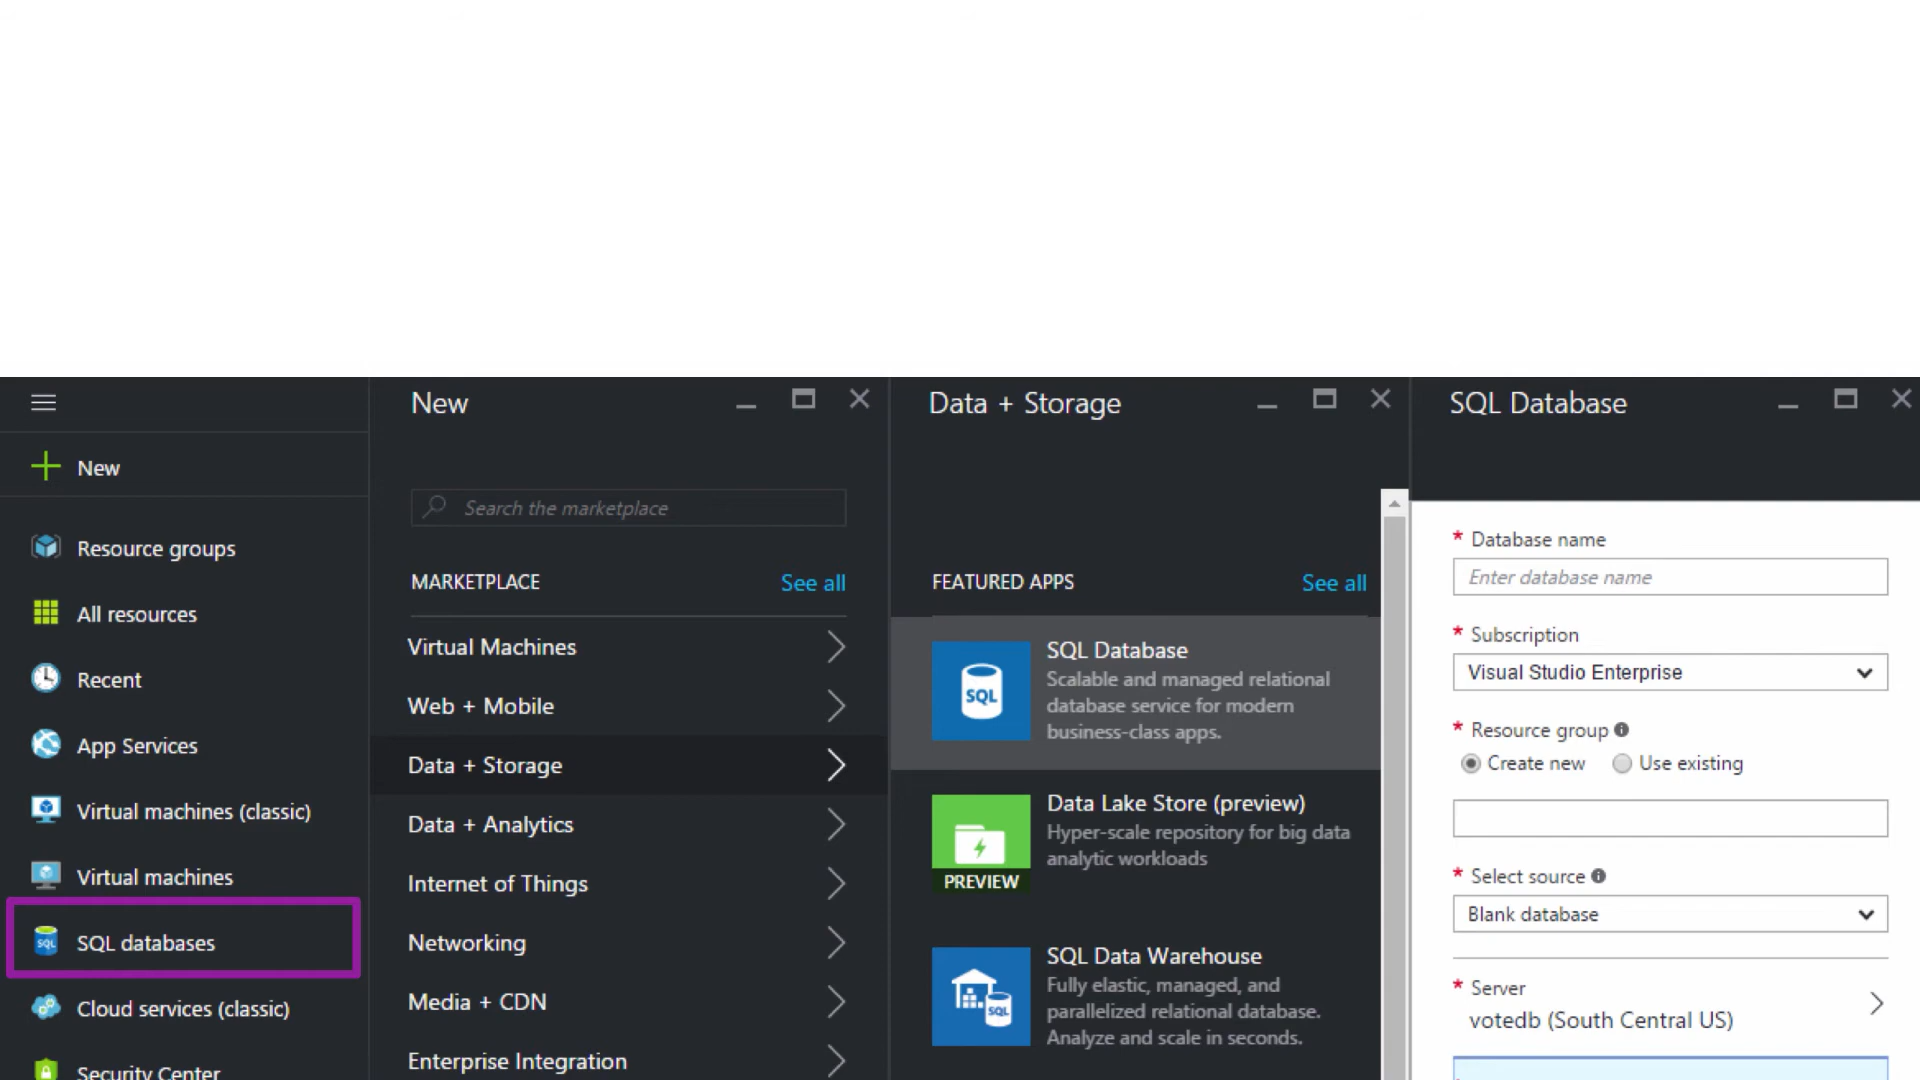 New
Resource groups
All resources
Recent
App Services
Virtual machines (classic)
Virtual machines
SQL
SQL databases
Cloud services (classic)
Security Center
New
Search the marketplace
MARKETPLACE
See all
Virtual Machines
Web + Mobile
Data + Storage
Data + Analytics
Internet of Things
Networking
Media + CDN
Enterprise Integration
Data + Storage
FEATURED APPS
See all
SQL
SQL Database
Scalable and managed relational
database service for modern
business-class apps.
PREVIEW
Data Lake Store (preview)
Hyper-scale repository for big data
analytic workloads
SQL
SQL Data Warehouse
Fully elastic, managed, and
parallelized relational database.
Analyze and scale in seconds.
SQL Database
* Database name
Enter database name
* Subscription
Visual Studio Enterprise
* Resource group
Create new
Use existing
* Select source
Blank database
* Server
votedb (South Central US)